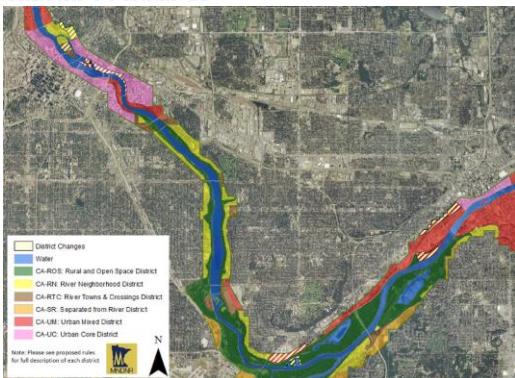 District Changes
Water
CA-ROS: Rural and Open Space District
CA-RN: River Neighborhood District
CA-RTC: River Towns & Crossings District
CA-SR: Separated from River District
CA-UM: Urban Mixed District
CA-UC: Urban Core District
Note: Please see proposed rules
for full description of each district
MNDNR
N